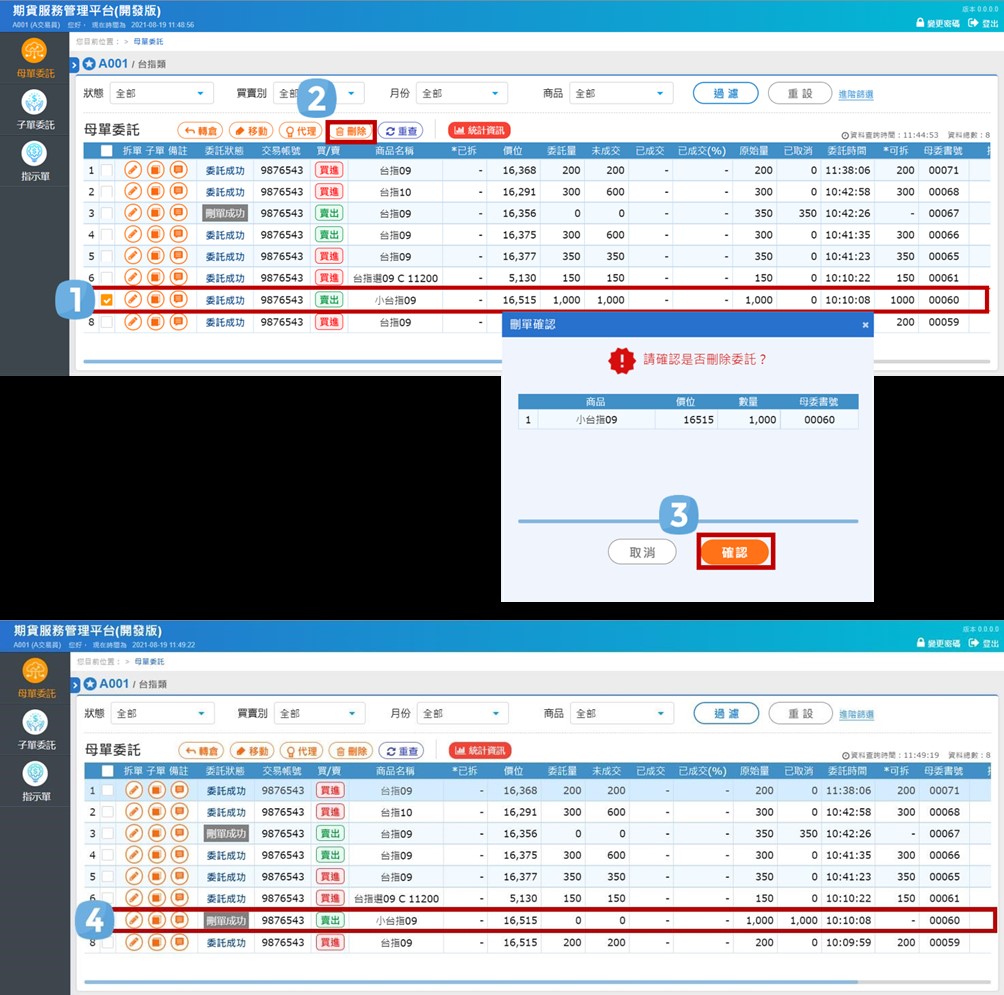 期貨服務管理平台(開發版)
版本 0.0.0.0
A001 (A交易員) 您好， 現在時間為 2021-08-19 11:48:56
變更密碼 登出
您目前位置： > 母單委託
母單委託
子單委託
指示單
A001 / 台指類
狀態 全部 買賣別 全部 月份 全部 商品 全部 過濾 重設 進階篩選
2
母單委託 轉倉 移動 代理 刪除 重查 統計資訊 資料查詢時間：11:44:53 資料總數：8
拆單 子單 備註 委託狀態 交易帳號 買/賣 商品名稱 *已拆 價位 委託量 未成交 已成交 已成交(%) 原始量 已取消 委託時間 *可拆 母委書號
1 委託成功 9876543 買進 台指09 - 16,368 200 200 - - 200 0 11:38:06 200 00071
2 委託成功 9876543 買進 台指10 - 16,291 300 600 - - 300 0 10:42:58 300 00068
3 刪單成功 9876543 賣出 台指09 - 16,356 0 0 - - 350 350 10:42:26 - 00067
4 委託成功 9876543 賣出 台指09 - 16,375 300 600 - - 300 0 10:41:35 300 00066
5 委託成功 9876543 買進 台指09 - 16,377 350 350 - - 350 0 10:41:23 350 00065
6 委託成功 9876543 買進 台指選09 C 11200 - 5,130 150 150 - - 150 0 10:10:22 150 00061
1 委託成功 9876543 賣出 小台指09 - 16,515 1,000 1,000 - - 1,000 0 10:10:08 1000 00060
8 委託成功 9876543 買進 台指09 - 200 00059
刪單確認 ×
! 請確認是否刪除委託？
商品 價位 數量 母委書號
1 小台指09 16515 1,000 00060
3
取消 確認
期貨服務管理平台(開發版)
版本 0.0.0.0
A001 (A交易員) 您好， 現在時間為 2021-08-19 11:49:22
變更密碼 登出
您目前位置： > 母單委託
母單委託
子單委託
指示單
A001 / 台指類
狀態 全部 買賣別 全部 月份 全部 商品 全部 過濾 重設 進階篩選
母單委託 轉倉 移動 代理 刪除 重查 統計資訊 資料查詢時間：11:49:19 資料總數：8
拆單 子單 備註 委託狀態 交易帳號 買/賣 商品名稱 *已拆 價位 委託量 未成交 已成交 已成交(%) 原始量 已取消 委託時間 *可拆 母委書號
1 委託成功 9876543 買進 台指09 - 16,368 200 200 - - 200 0 11:38:06 200 00071
2 委託成功 9876543 買進 台指10 - 16,291 300 600 - - 300 0 10:42:58 300 00068
3 刪單成功 9876543 賣出 台指09 - 16,356 0 0 - - 350 350 10:42:26 - 00067
4 委託成功 9876543 賣出 台指09 - 16,375 300 600 - - 300 0 10:41:35 300 00066
5 委託成功 9876543 買進 台指09 - 16,377 350 350 - - 350 0 10:41:23 350 00065
6 委託成功 9876543 買進 台指選09 C 11200 - 5,130 150 150 - - 150 0 10:10:22 150 00061
4 刪單成功 9876543 賣出 小台指09 - 16,515 0 0 - - 1,000 1,000 10:10:08 - 00060
8 委託成功 9876543 買進 台指09 - 16,515 200 200 - - 200 0 10:09:59 200 00059